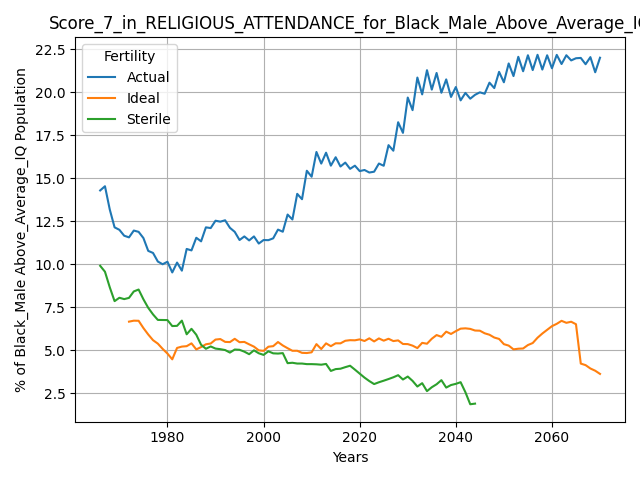 Score_7_in_RELIGIOUS_ATTENDANCE_for_Black_Male_Above_Average_IQ
Fertility
Actual
Ideal
Sterile
% of Black_Male Above_Average_IQ Population
22.5
20.0
17.5
15.0
12.5
10.0
7.5
5.0
2.5
1980 2000 2020 2040 2060
Years